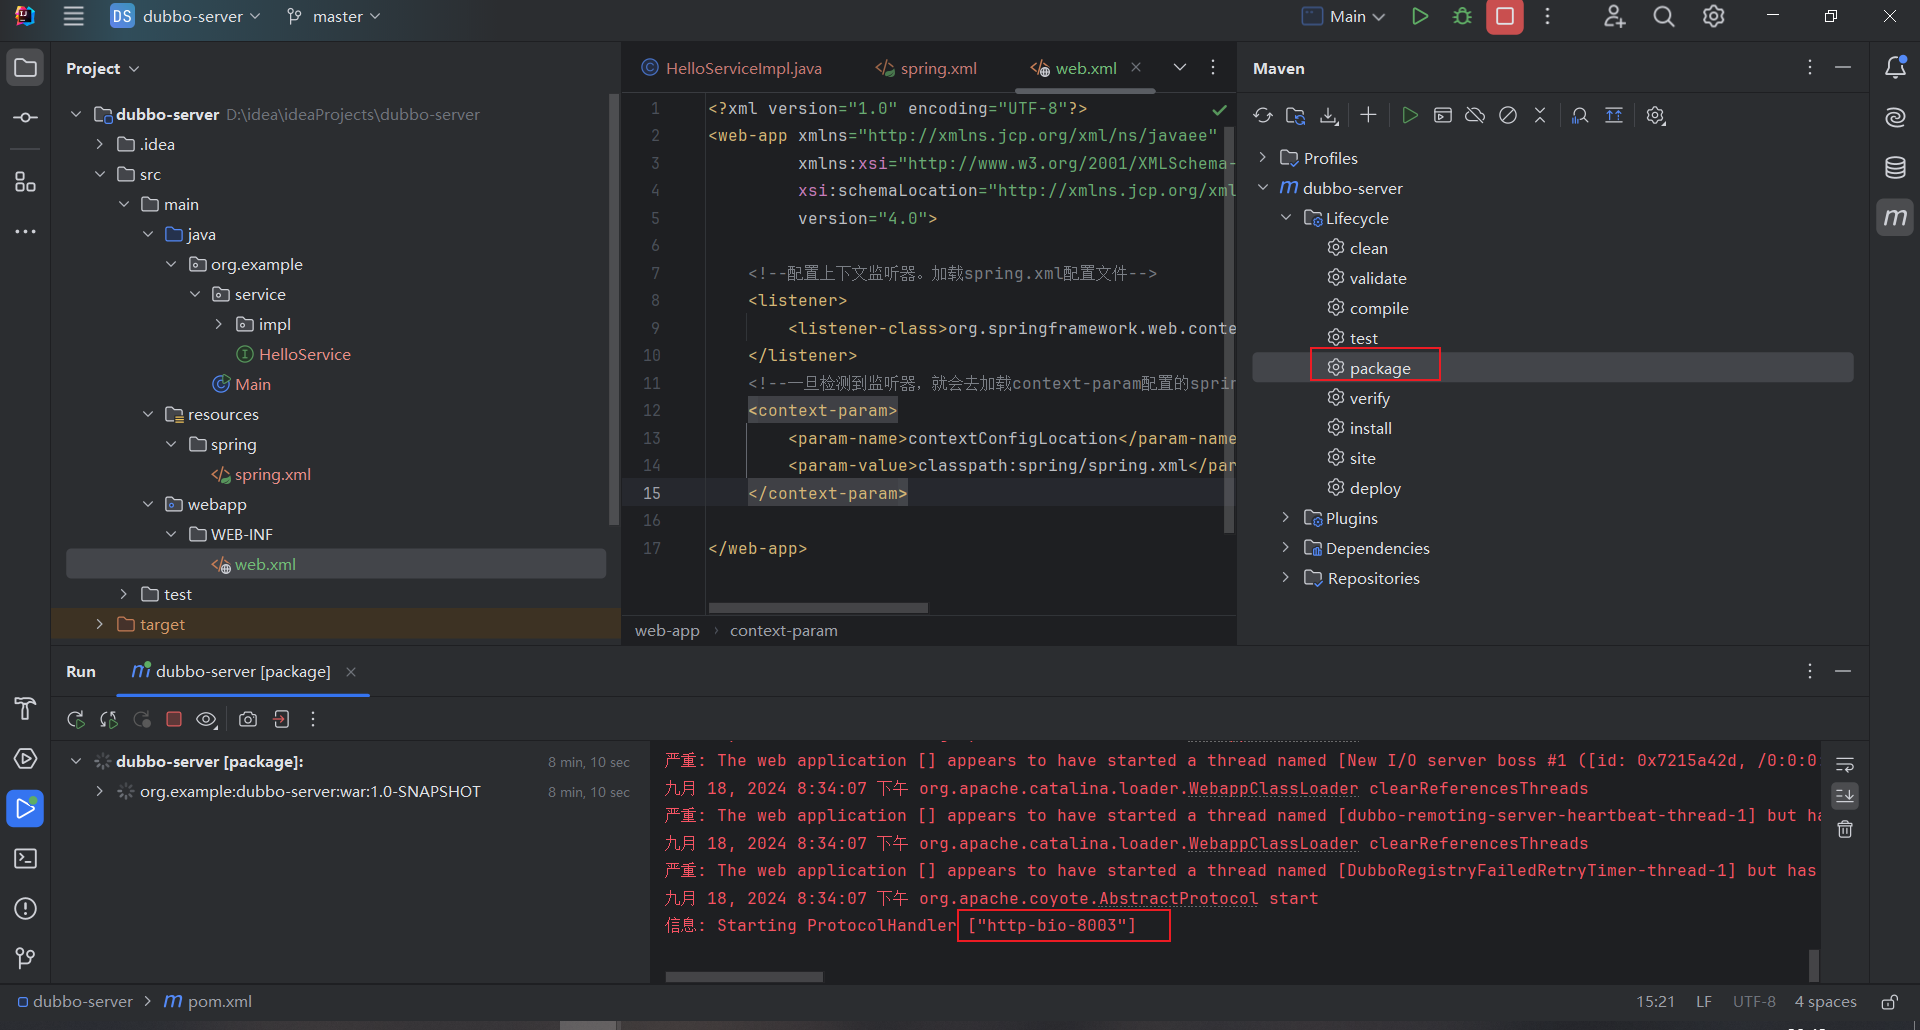 DS dubbo-server master Main
Project
dubbo-server D:\idea\ideaProjects\dubbo-server
.idea
src
main
java
org.example
service
impl
HelloService
Main
resources
spring
spring.xml
webapp
WEB-INF
web.xml
test
target
HelloServiceImpl.java spring.xml web.xml
1 <?xml version="1.0" encoding="UTF-8"?>
2 <web-app xmlns="http://xmlns.jcp.org/xml/ns/javaee"
3 xmlns:xsi="http://www.w3.org/2001/XMLSchema-
4 xsi:schemaLocation="http://xmlns.jcp.org/xml
5 version="4.0">
6
7 <!--配置上下文监听器。加载spring.xml配置文件-->
8 <listener>
9 <listener-class>org.springframework.web.conte
10 </listener>
11 <!--一旦检测到监听器，就会去加载context-param配置的sprin
12 <context-param>
13 <param-name>contextConfigLocation</param-name
14 <param-value>classpath:spring/spring.xml</par
15 </context-param>
16
17 </web-app>
web-app › context-param
Maven
Profiles
m dubbo-server
Lifecycle
clean
validate
compile
test
package
verify
install
site
deploy
Plugins
Dependencies
Repositories
Run dubbo-server [package]
dubbo-server [package]: 8 min, 10 sec
org.example:dubbo-server:war:1.0-SNAPSHOT 8 min, 10 sec
严重: The web application [] appears to have started a thread named [New I/O server boss #1 ([id: 0x7215a42d, /0:0:0
九月 18, 2024 8:34:07 下午 org.apache.catalina.loader.WebappClassLoader clearReferencesThreads
严重: The web application [] appears to have started a thread named [dubbo-remoting-server-heartbeat-thread-1] but ha
九月 18, 2024 8:34:07 下午 org.apache.catalina.loader.WebappClassLoader clearReferencesThreads
严重: The web application [] appears to have started a thread named [DubboRegistryFailedRetryTimer-thread-1] but has
九月 18, 2024 8:34:07 下午 org.apache.coyote.AbstractProtocol start
信息: Starting ProtocolHandler ["http-bio-8003"]
dubbo-server › m pom.xml
15:21 LF UTF-8 4 spaces